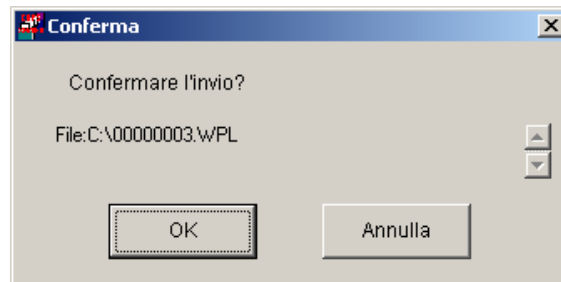 Conferma
Confermare l'invio?
File:C:\00000003.WPL
OK
Annulla